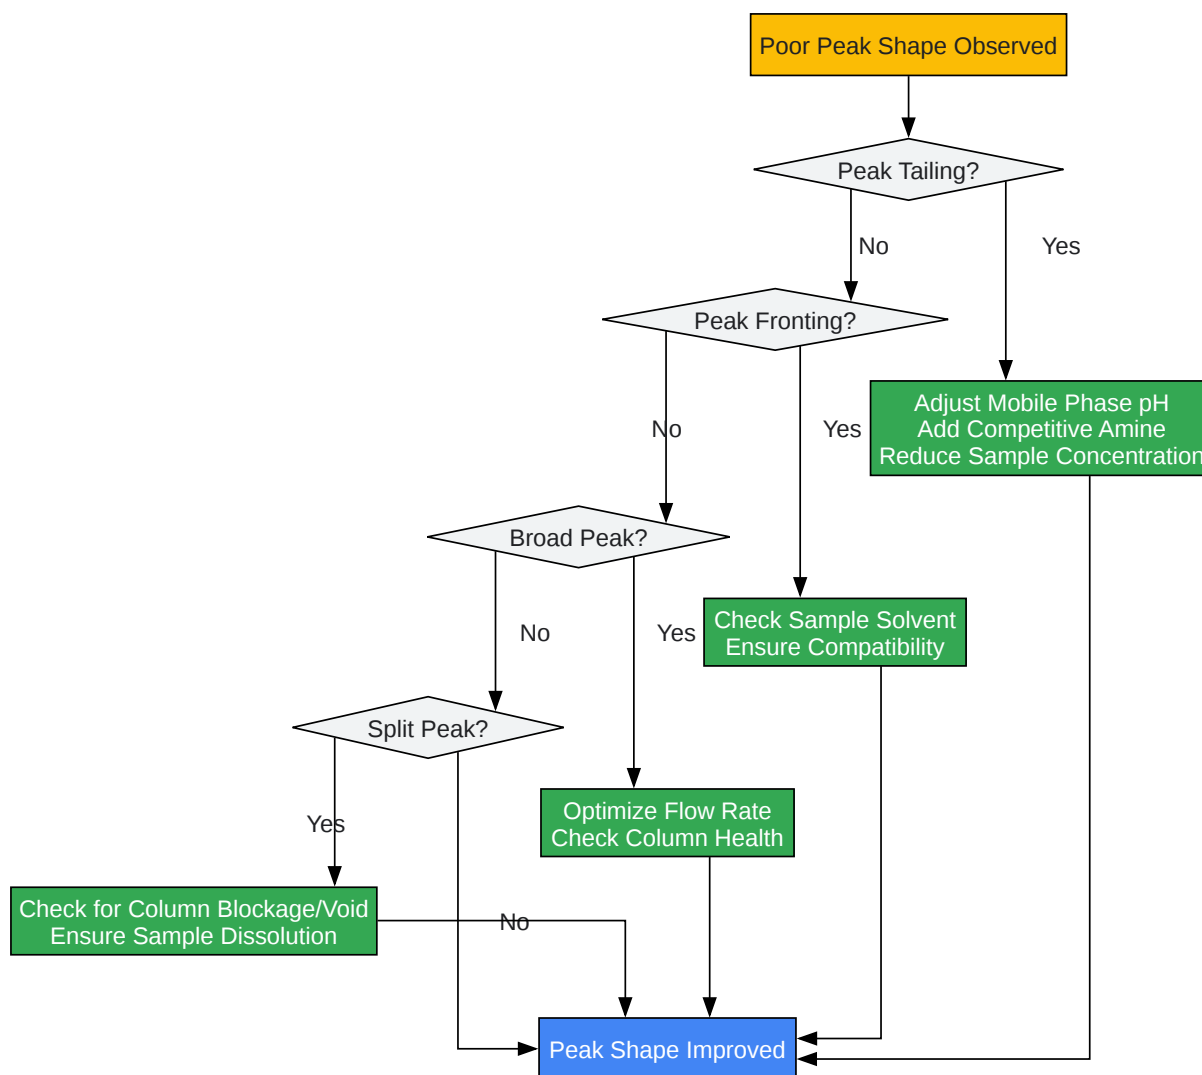 Poor Peak Shape Observed
Peak Tailing?
No
Yes
Peak Fronting?
Adjust Mobile Phase pH
Add Competitive Amine
Reduce Sample Concentration
No
Yes
Broad Peak?
Check Sample Solvent
Ensure Compatibility
No
Yes
Split Peak?
Optimize Flow Rate
Check Column Health
Yes
Check for Column Blockage/Void
Ensure Sample Dissolution
No
Peak Shape Improved